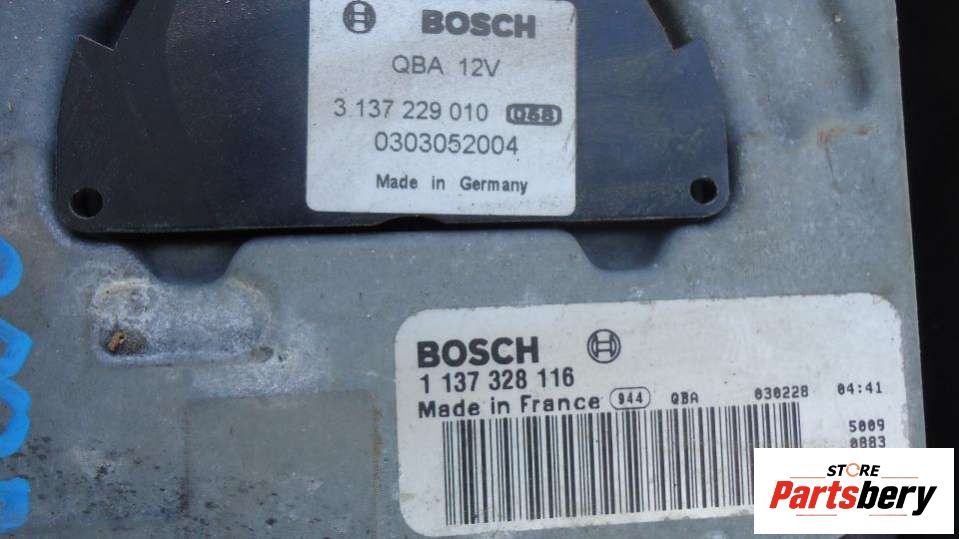 BOSCH
QBA 12V
3 137 229 010 068
0303052004
Made in Germany
BOSCH
1 137 328 116
Made in France 944 QBA 030228 04:41
5009
0883
STORE
Partsbery